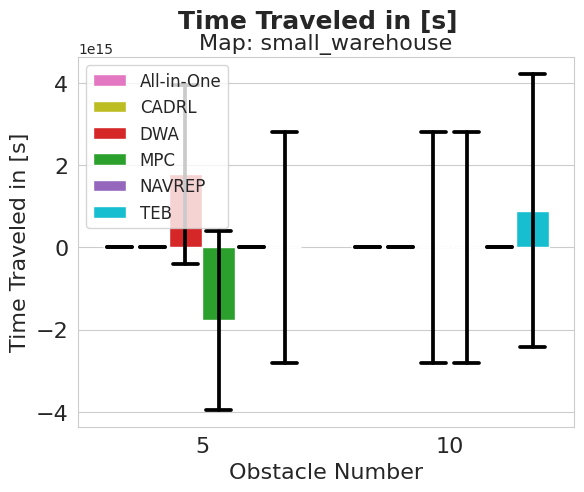 Time Traveled in [s]
Map: small_warehouse
1e15
All-in-One
CADRL
DWA
MPC
NAVREP
TEB
4
2
0
−2
−4
Time Traveled in [s]
5
10
Obstacle Number